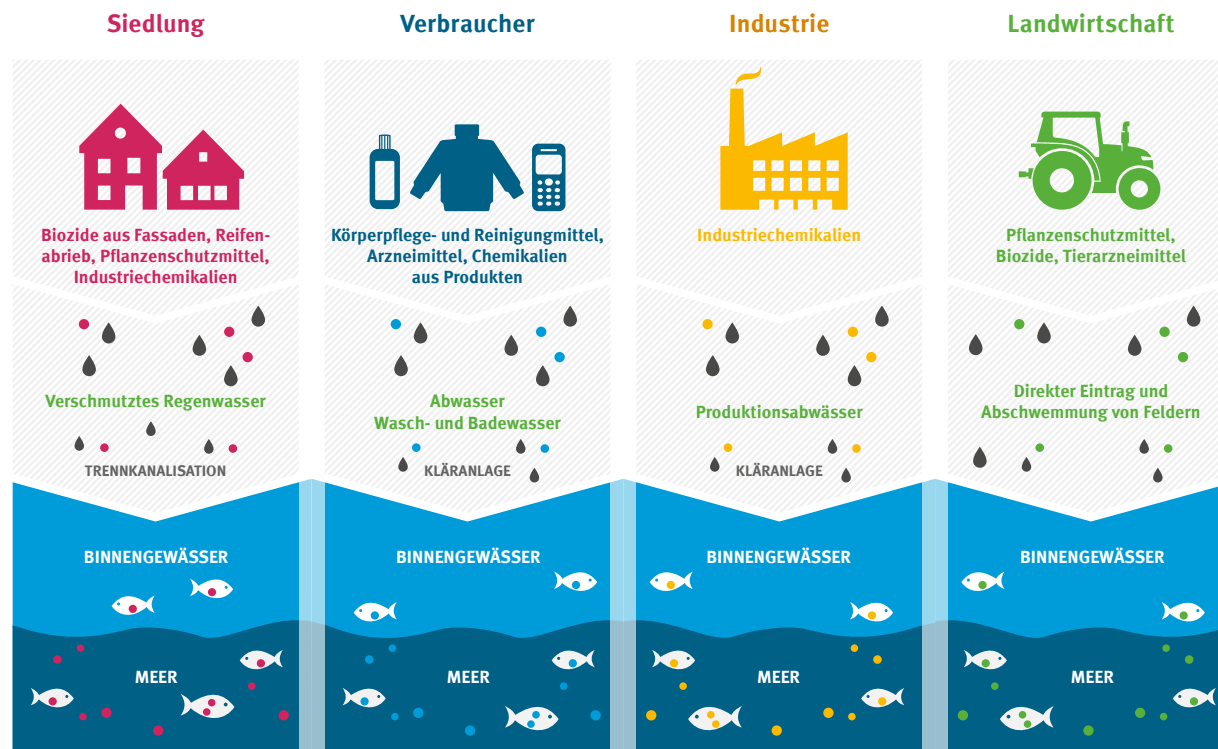 Siedlung
Verbraucher
Industrie
Landwirtschaft
Biozide aus Fassaden, Reifen-
abrieb, Pflanzenschutzmittel,
Industriechemikalien
Körperpflege- und Reinigungmittel,
Arzneimittel, Chemikalien
aus Produkten
Industriechemikalien
Pflanzenschutzmittel,
Biozide, Tierarzneimittel
Verschmutztes Regenwasser
Abwasser
Wasch- und Badewasser
Produktionsabwässer
Direkter Eintrag und
Abschwemmung von Feldern
TRENNKANALISATION
KLÄRANLAGE
KLÄRANLAGE
BINNENGEWÄSSER
BINNENGEWÄSSER
BINNENGEWÄSSER
BINNENGEWÄSSER
MEER
MEER
MEER
MEER